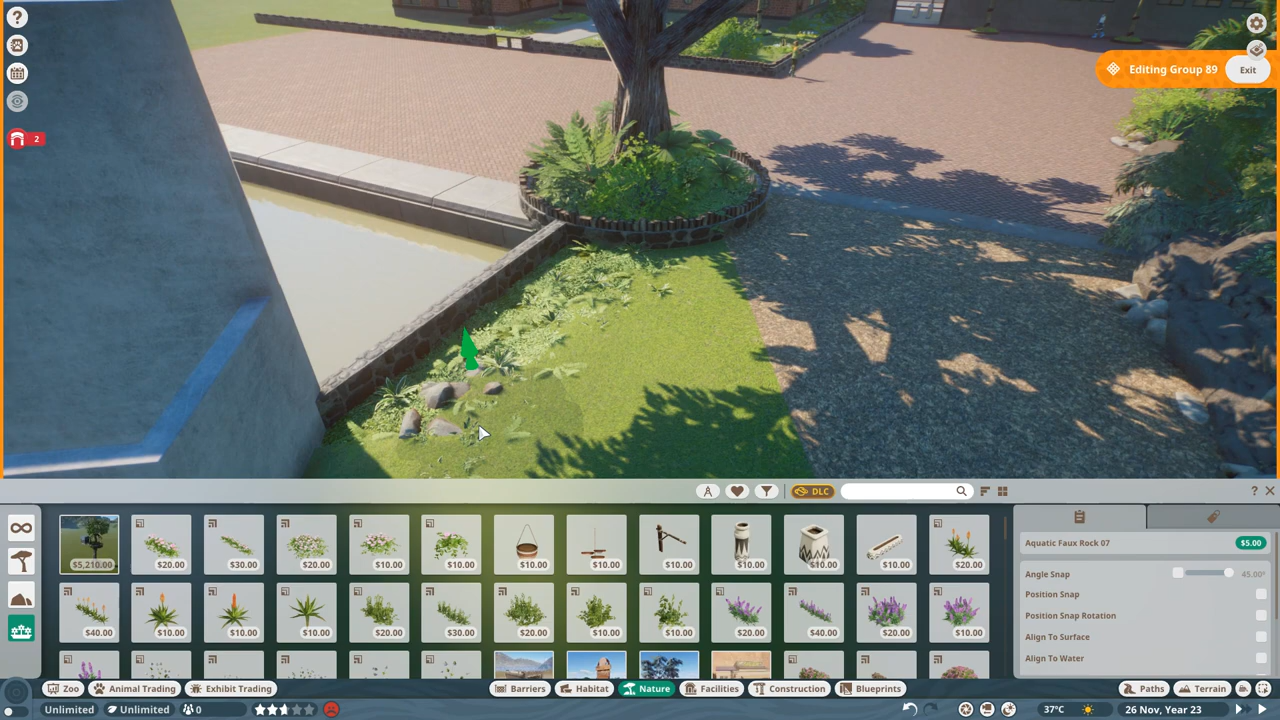 Editing Group 89
Exit
2
DLC
$5,210.00
$20.00
$30.00
$20.00
$10.00
$10.00
$10.00
$10.00
$10.00
$10.00
$10.00
$10.00
$20.00
$40.00
$10.00
$10.00
$10.00
$20.00
$30.00
$20.00
$10.00
$10.00
$20.00
$40.00
$20.00
$10.00
Aquatic Faux Rock 07
$5.00
Angle Snap
45.00°
Position Snap
Position Snap Rotation
Align To Surface
Align To Water
Zoo
Animal Trading
Exhibit Trading
Barriers
Habitat
Nature
Facilities
Construction
Blueprints
Paths
Terrain
Unlimited
Unlimited
0
37°C
26 Nov, Year 23